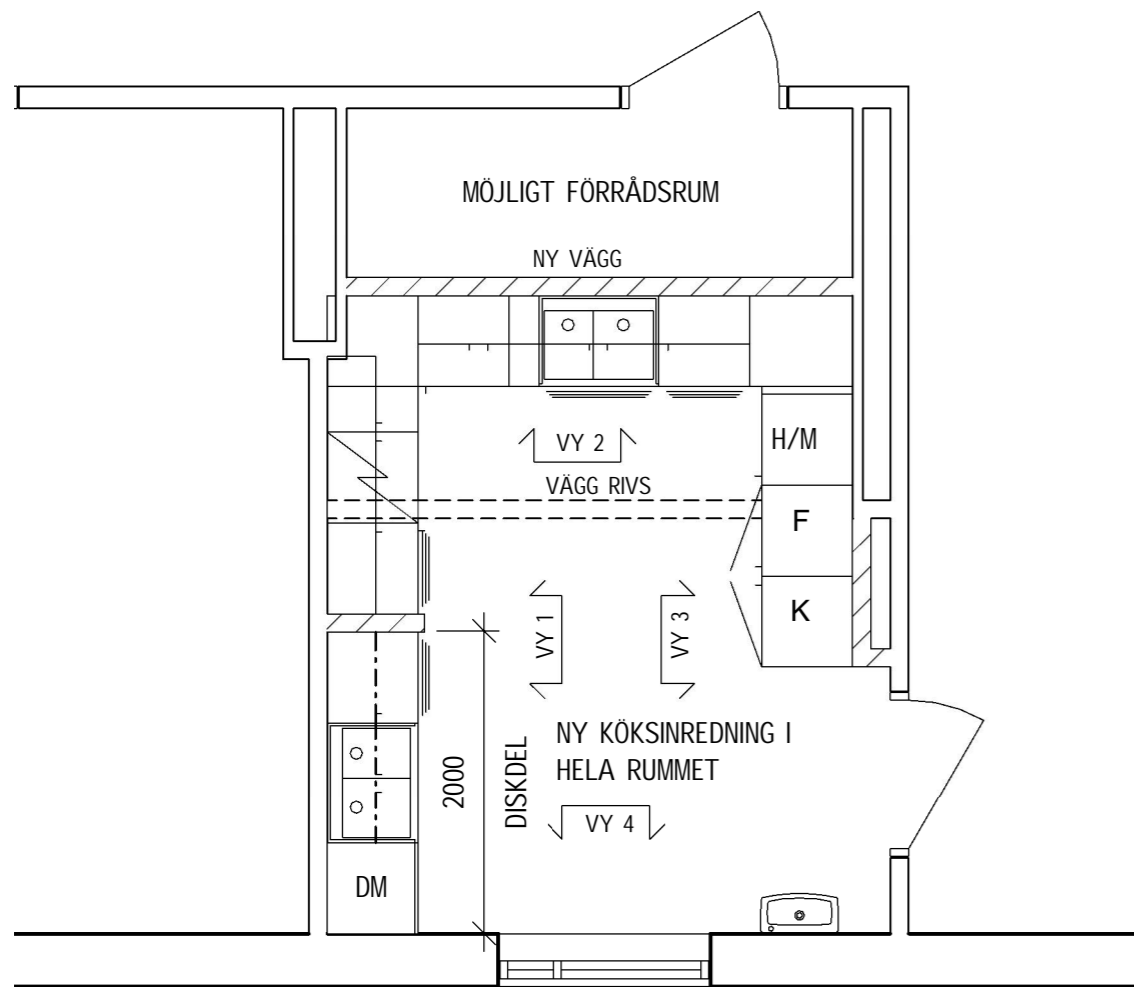 MÖJLIGT FÖRRÅDSRUM
NY VÄGG
VY 2
H/M
VÄGG RIVS
F
K
VY 1
VY 3
NY KÖKSINREDNING I
HELA RUMMET
2000
DISKDEL
VY 4
DM